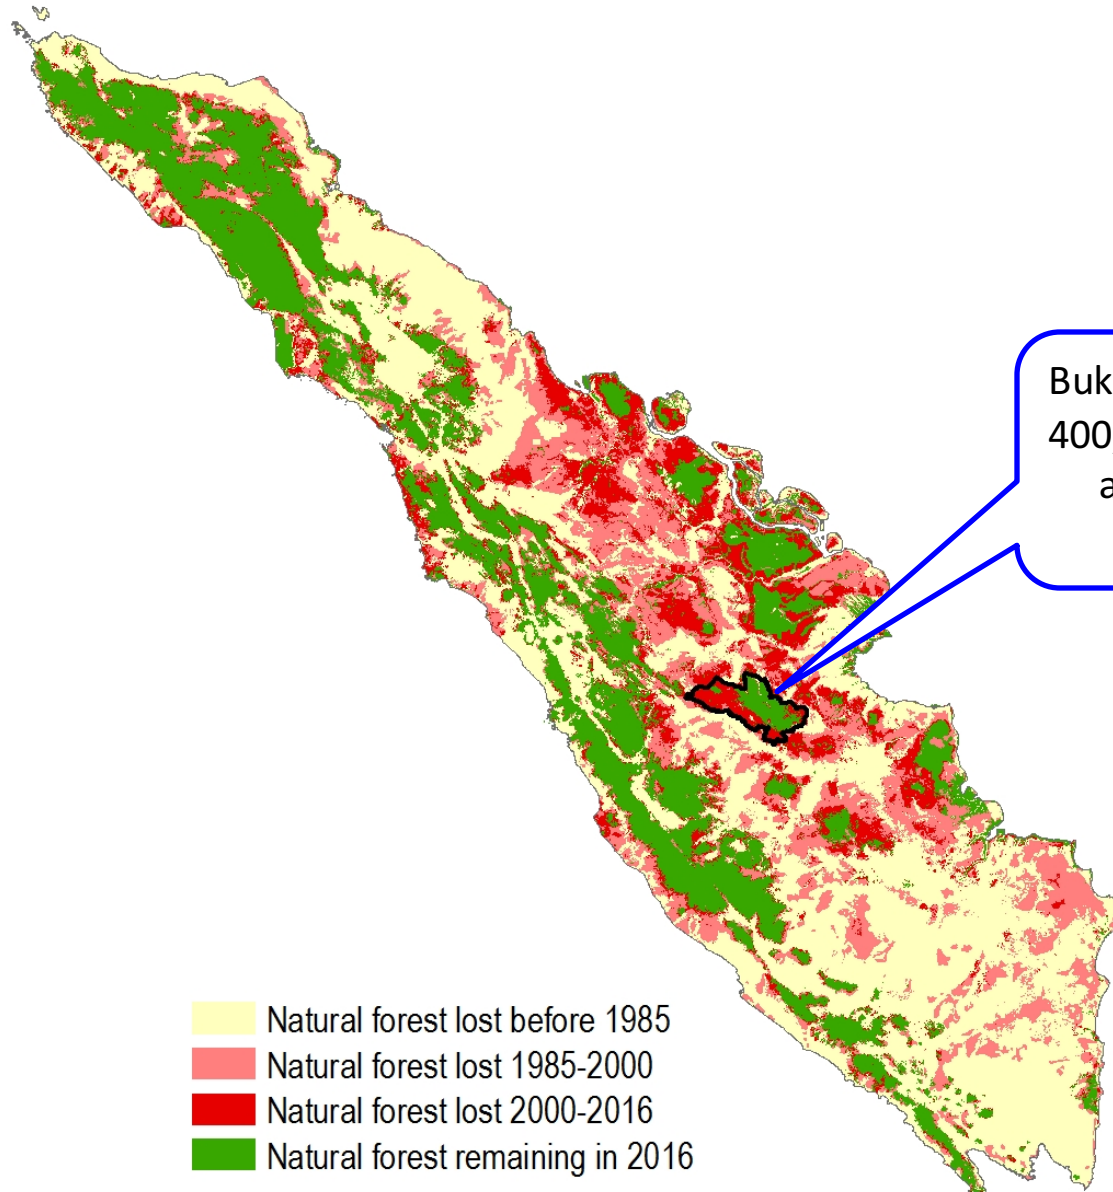 Buk
400,
a
Natural forest lost before 1985
Natural forest lost 1985-2000
Natural forest lost 2000-2016
Natural forest remaining in 2016